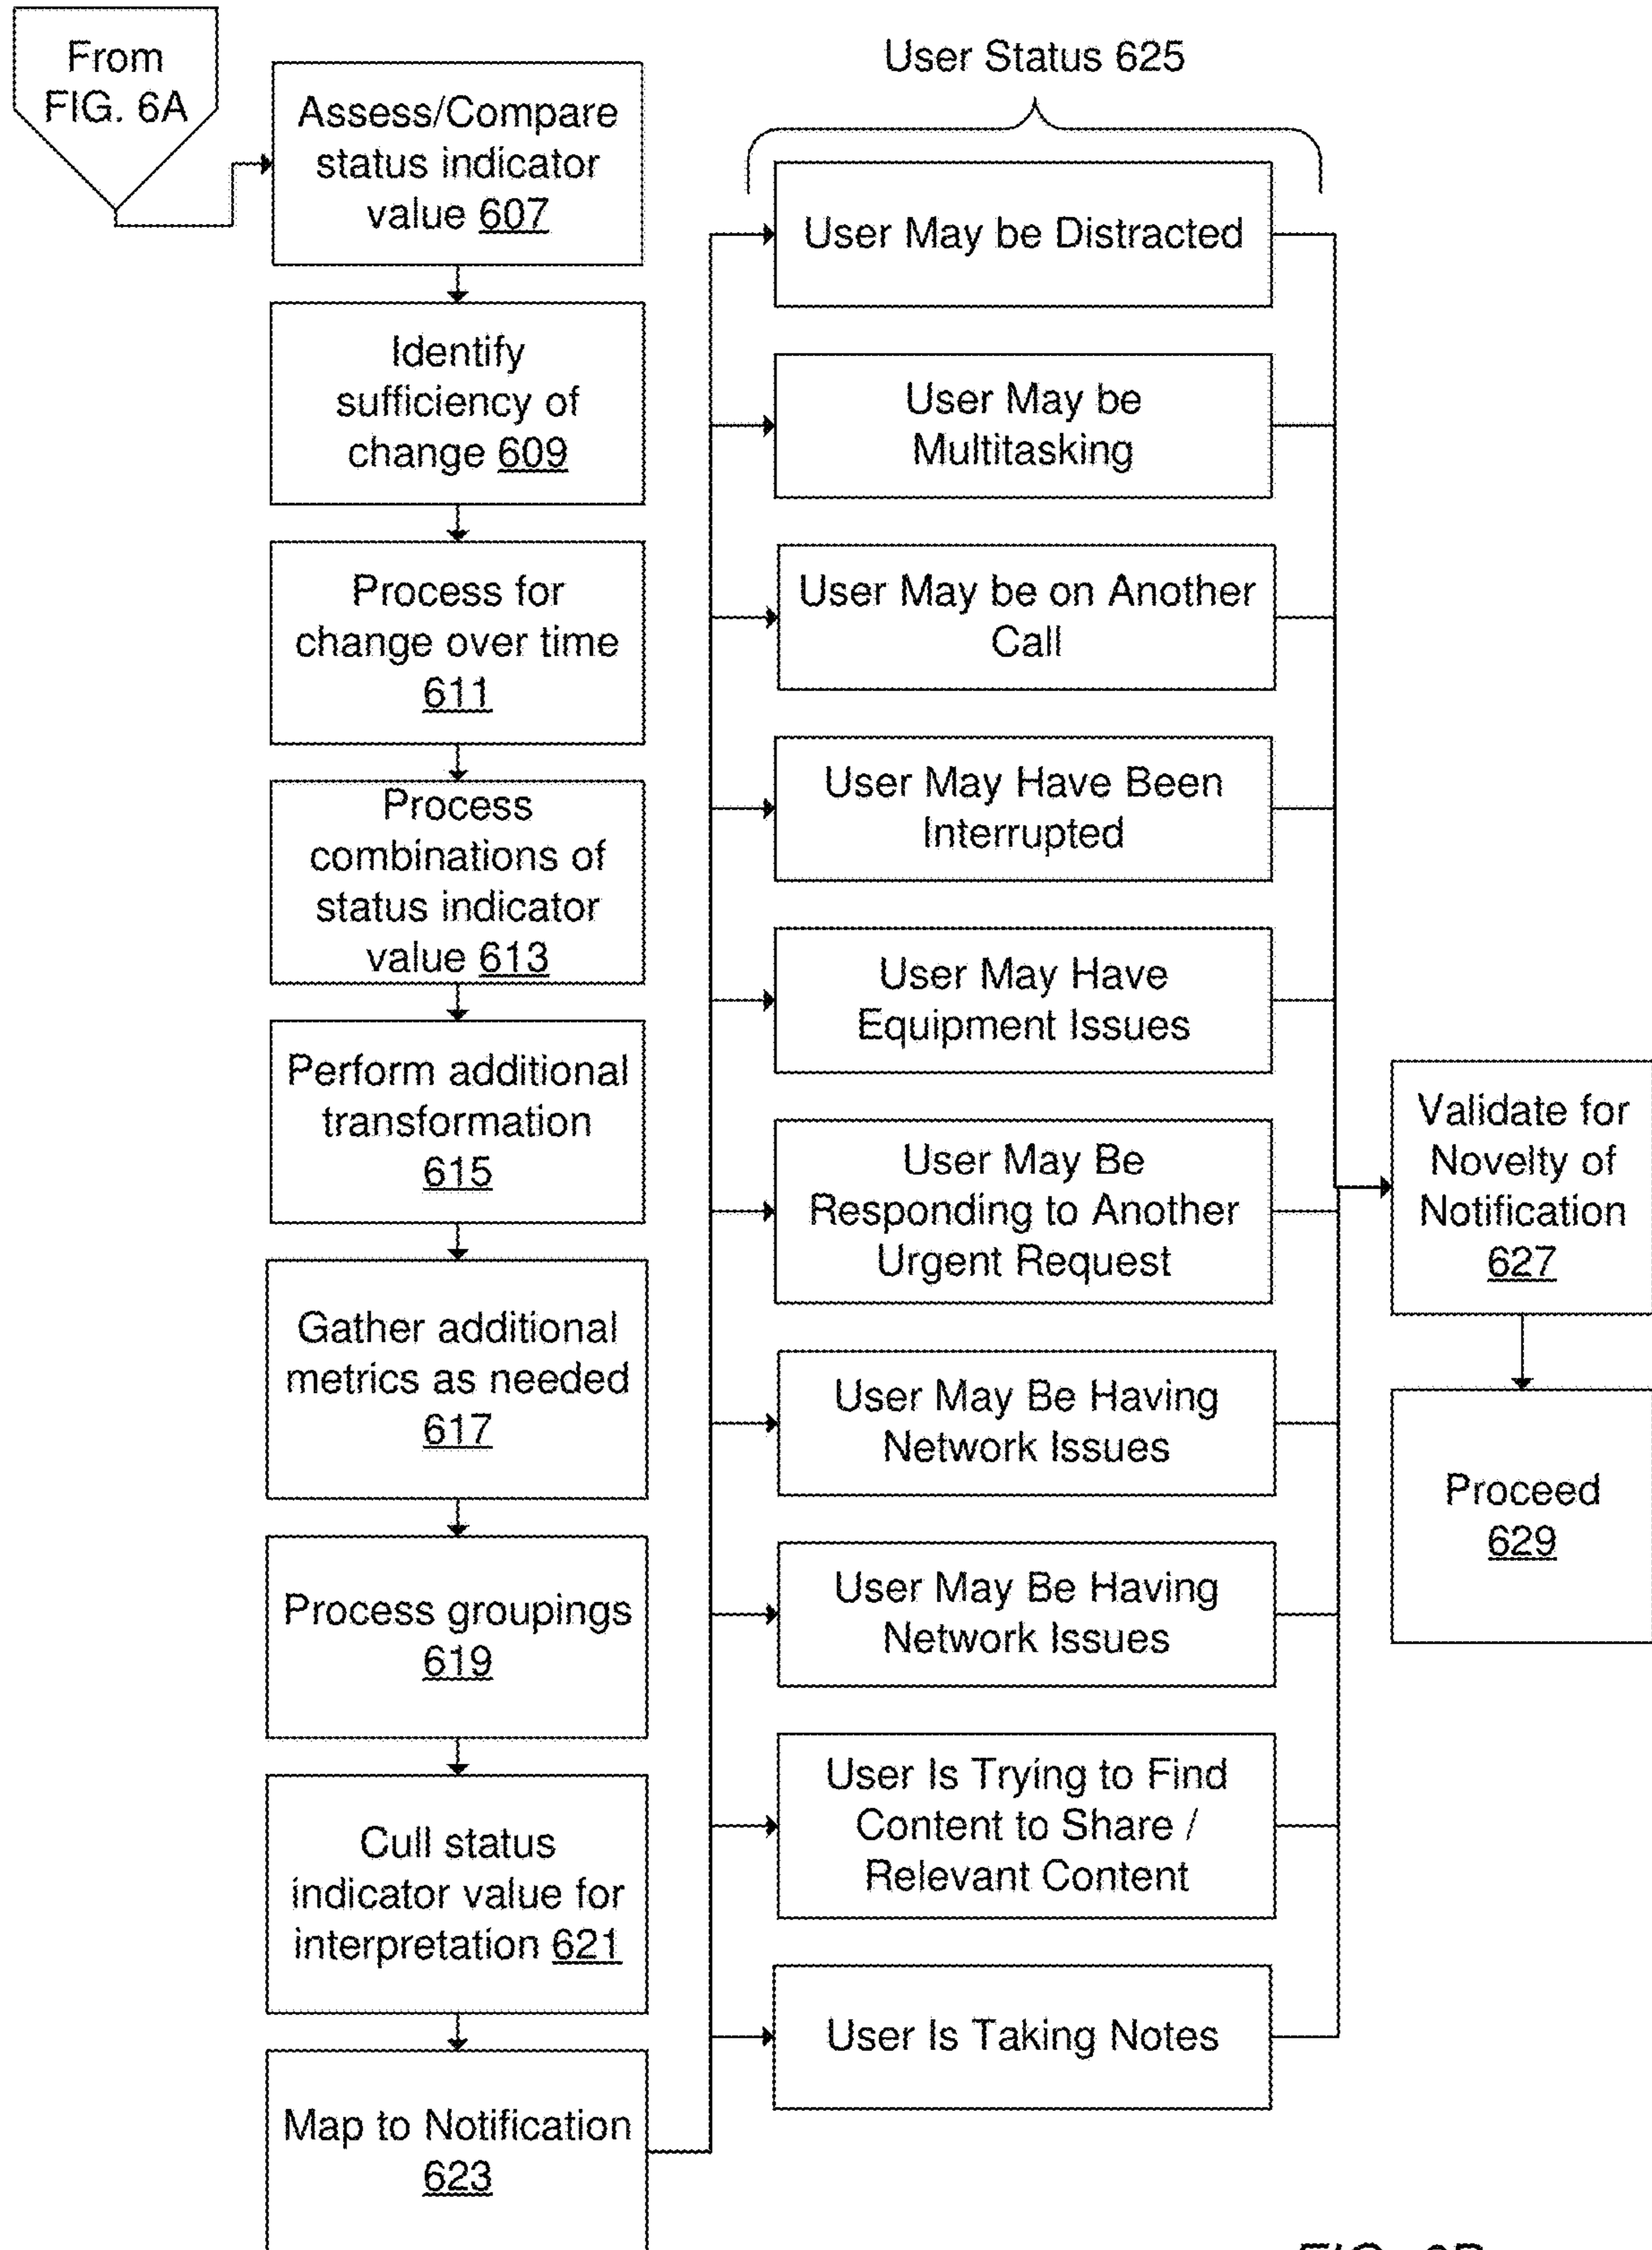 From
FIG. 6A
Assess/Compare
status indicator
value 607
Identify
sufficiency of
change 609
Process for
change over time
611
Process
combinations of
status indicator
value 613
Perform additional
transformation
615
Gather additional
metrics as needed
617
Process groupings
619
Cull status
indicator value for
interpretation 621
Map to Notification
623
User Status 625
User May be Distracted
User May be
Multitasking
User May be on Another
Call
User May Have Been
Interrupted
User May Have
Equipment Issues
User May Be
Responding to Another
Urgent Request
User May Be Having
Network Issues
User May Be Having
Network Issues
User Is Trying to Find
Content to Share /
Relevant Content
User Is Taking Notes
Validate for
Novelty of
Notification
627
Proceed
629